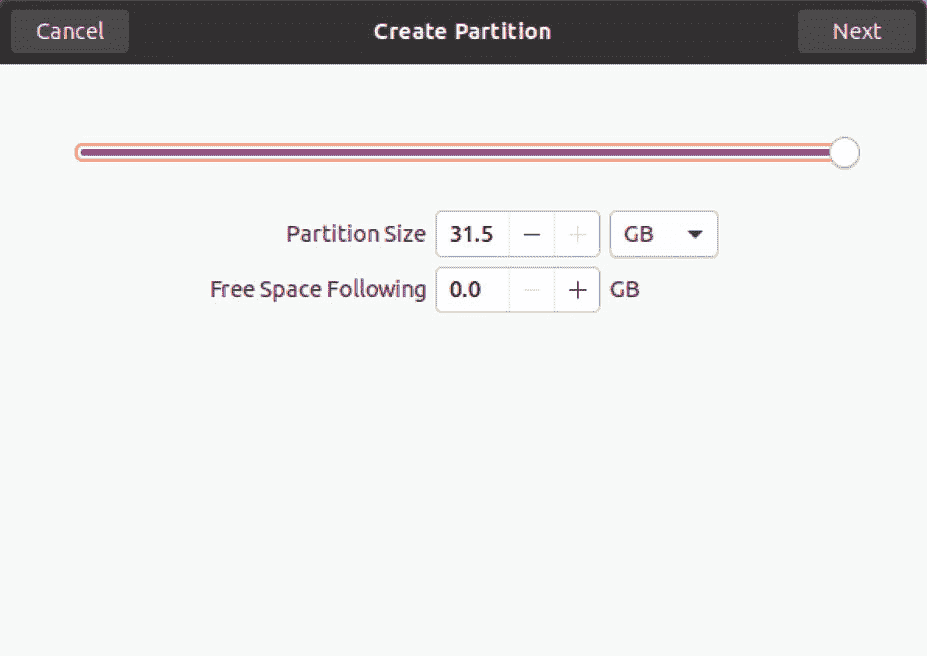 Cancel Create Partition Next
Partition Size 31.5 − + GB
Free Space Following 0.0 − + GB